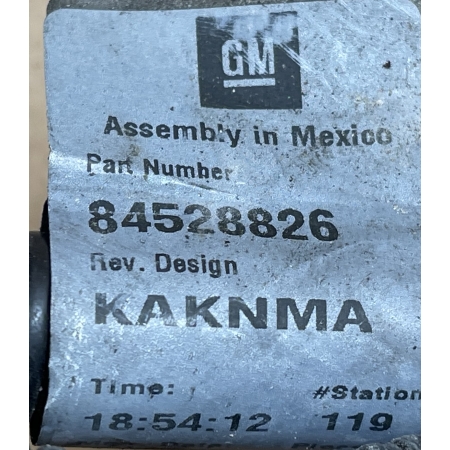 GM
Assembly in Mexico
Part Number
84528826
Rev. Design
KAKNMA
Time: #Station
18:54:12 119